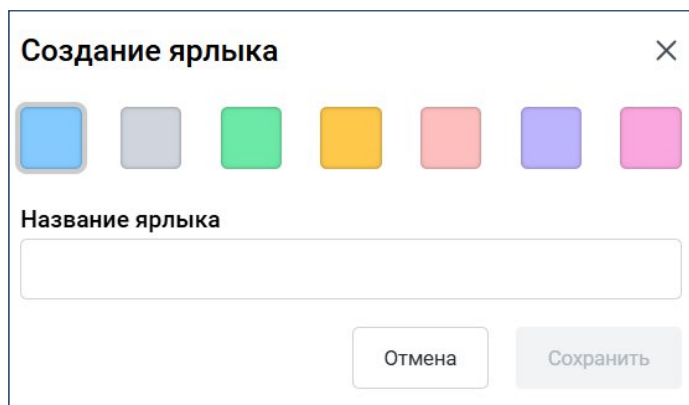 Создание ярлыка
Название ярлыка
Отмена
Сохранить